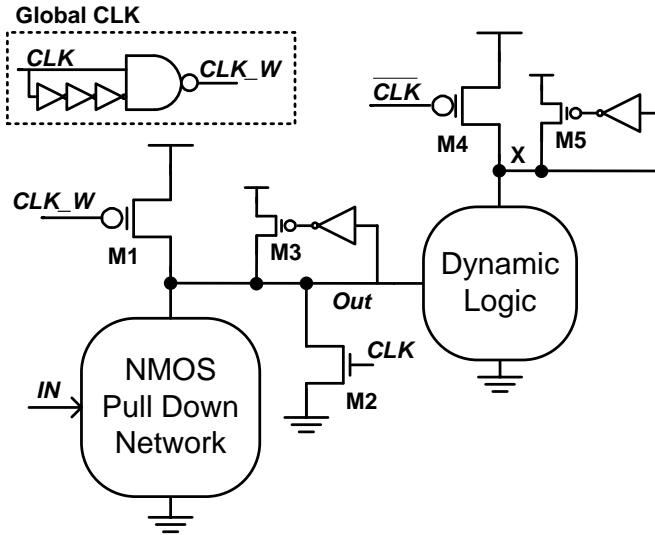 Global CLK
CLK
CLK_W
CLK
M4
M5
X
CLK_W
M1
M3
Out
Dynamic
Logic
IN
NMOS
Pull Down
Network
CLK
M2